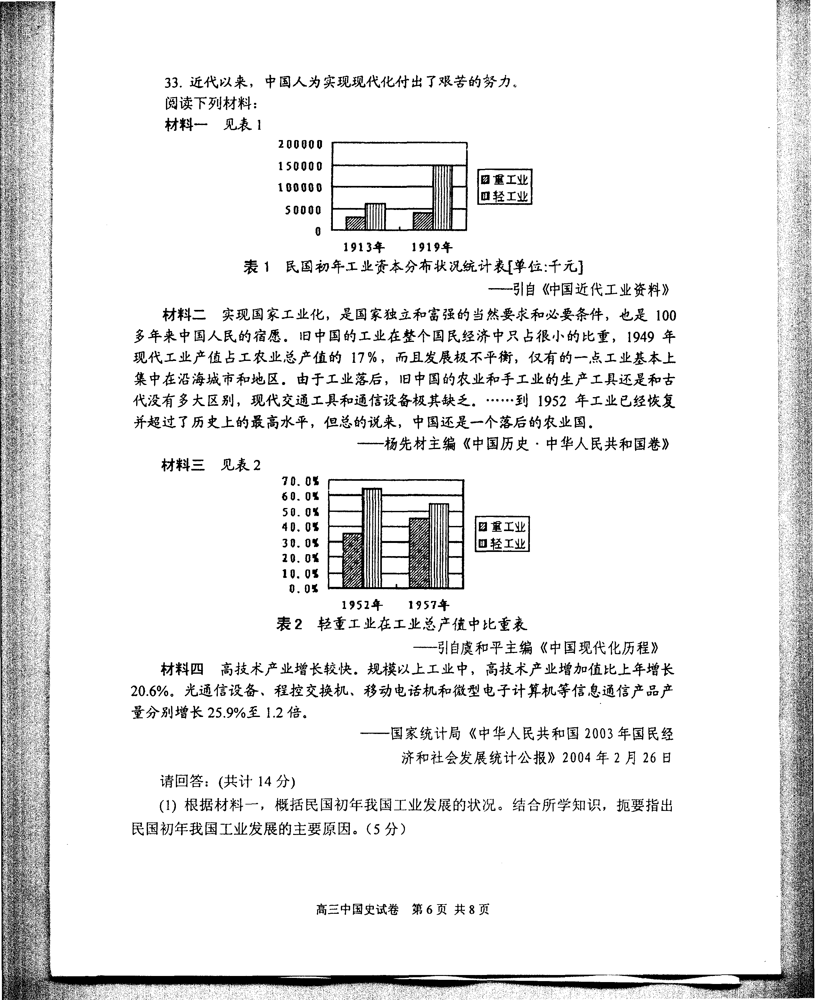 33. 近代以来，中国人为实现现代化付出了艰苦的努力。
阅读下列材料：
材料一　见表 1
200000
150000
100000
50000
0
重工业
轻工业
1913年　1919年
表 1　民国初年工业资本分布状况统计表[单位:千元]
——引自《中国近代工业资料》
材料二　实现国家工业化，是国家独立和富强的当然要求和必要条件，也是 100
多年来中国人民的宿愿。旧中国的工业在整个国民经济中只占很小的比重，1949 年
现代工业产值占工农业总产值的 17%，而且发展极不平衡，仅有的一点工业基本上
集中在沿海城市和地区。由于工业落后，旧中国的农业和手工业的生产工具还是和古
代没有多大区别，现代交通工具和通信设备极其缺乏。……到 1952 年工业已经恢复
并超过了历史上的最高水平，但总的说来，中国还是一个落后的农业国。
——杨先材主编《中国历史·中华人民共和国卷》
材料三　见表 2
70.0%
60.0%
50.0%
40.0%
30.0%
20.0%
10.0%
0.0%
重工业
轻工业
1952年　1957年
表 2　轻重工业在工业总产值中比重表
——引自虞和平主编《中国现代化历程》
材料四　高技术产业增长较快。规模以上工业中，高技术产业增加值比上年增长
20.6%。光通信设备、程控交换机、移动电话机和微型电子计算机等信息通信产品产
量分别增长 25.9%至 1.2 倍。
——国家统计局《中华人民共和国 2003 年国民经
济和社会发展统计公报》2004 年 2 月 26 日
请回答：(共计 14 分)
(1) 根据材料一，概括民国初年我国工业发展的状况。结合所学知识，扼要指出
民国初年我国工业发展的主要原因。（5 分）
高三中国史试卷　第 6 页 共 8 页